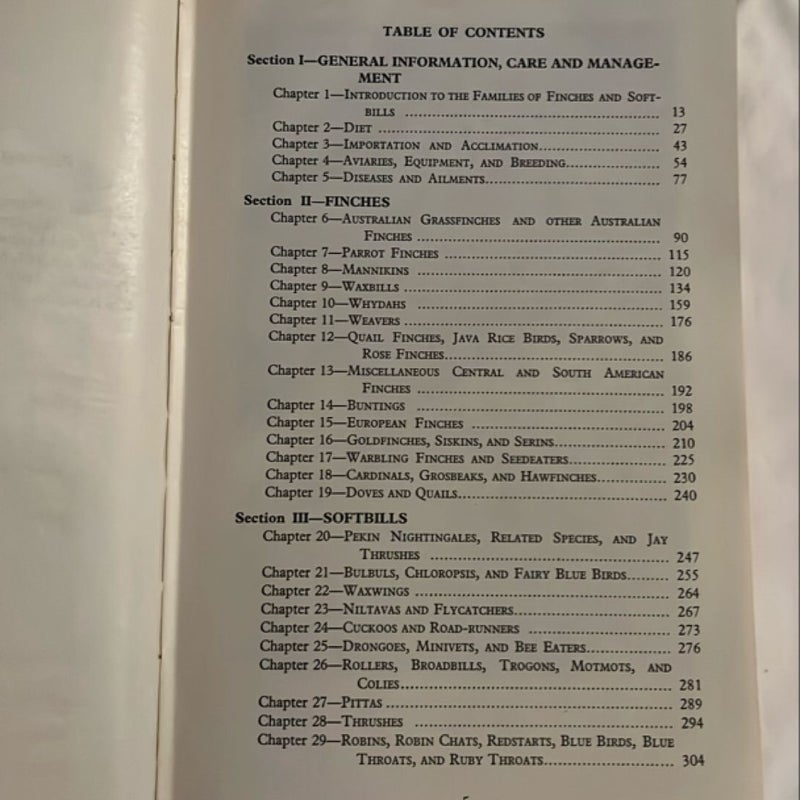 TABLE OF CONTENTS
Section I—GENERAL INFORMATION, CARE AND MANAGE-
MENT
Chapter 1—INTRODUCTION TO THE FAMILIES OF FINCHES AND SOFT-
BILLS ........ 13
Chapter 2—DIET ........ 27
Chapter 3—IMPORTATION AND ACCLIMATION........ 43
Chapter 4—AVIARIES, EQUIPMENT, AND BREEDING........ 54
Chapter 5—DISEASES AND AILMENTS........ 77
Section II—FINCHES
Chapter 6—AUSTRALIAN GRASSFINCHES AND OTHER AUSTRALIAN
FINCHES ........ 90
Chapter 7—PARROT FINCHES ........ 115
Chapter 8—MANNIKINS ........ 120
Chapter 9—WAXBILLS ........ 134
Chapter 10—WHYDAHS ........ 159
Chapter 11—WEAVERS ........ 176
Chapter 12—QUAIL FINCHES, JAVA RICE BIRDS, SPARROWS, AND
ROSE FINCHES........ 186
Chapter 13—MISCELLANEOUS CENTRAL AND SOUTH AMERICAN
FINCHES ........ 192
Chapter 14—BUNTINGS ........ 198
Chapter 15—EUROPEAN FINCHES ........ 204
Chapter 16—GOLDFINCHES, SISKINS, AND SERINS........ 210
Chapter 17—WARBLING FINCHES AND SEEDEATERS........ 225
Chapter 18—CARDINALS, GROSBEAKS, AND HAWFINCHES........ 230
Chapter 19—DOVES AND QUAILS........ 240
Section III—SOFTBILLS
Chapter 20—PEKIN NIGHTINGALES, RELATED SPECIES, AND JAY
THRUSHES ........ 247
Chapter 21—BULBULS, CHLOROPSIS, AND FAIRY BLUE BIRDS........ 255
Chapter 22—WAXWINGS ........ 264
Chapter 23—NILTAVAS AND FLYCATCHERS........ 267
Chapter 24—CUCKOOS AND ROAD-RUNNERS ........ 273
Chapter 25—DRONGOES, MINIVETS, AND BEE EATERS........ 276
Chapter 26—ROLLERS, BROADBILLS, TROGONS, MOTMOTS, AND
COLIES........ 281
Chapter 27—PITTAS ........ 289
Chapter 28—THRUSHES ........ 294
Chapter 29—ROBINS, ROBIN CHATS, REDSTARTS, BLUE BIRDS, BLUE
THROATS, AND RUBY THROATS........ 304